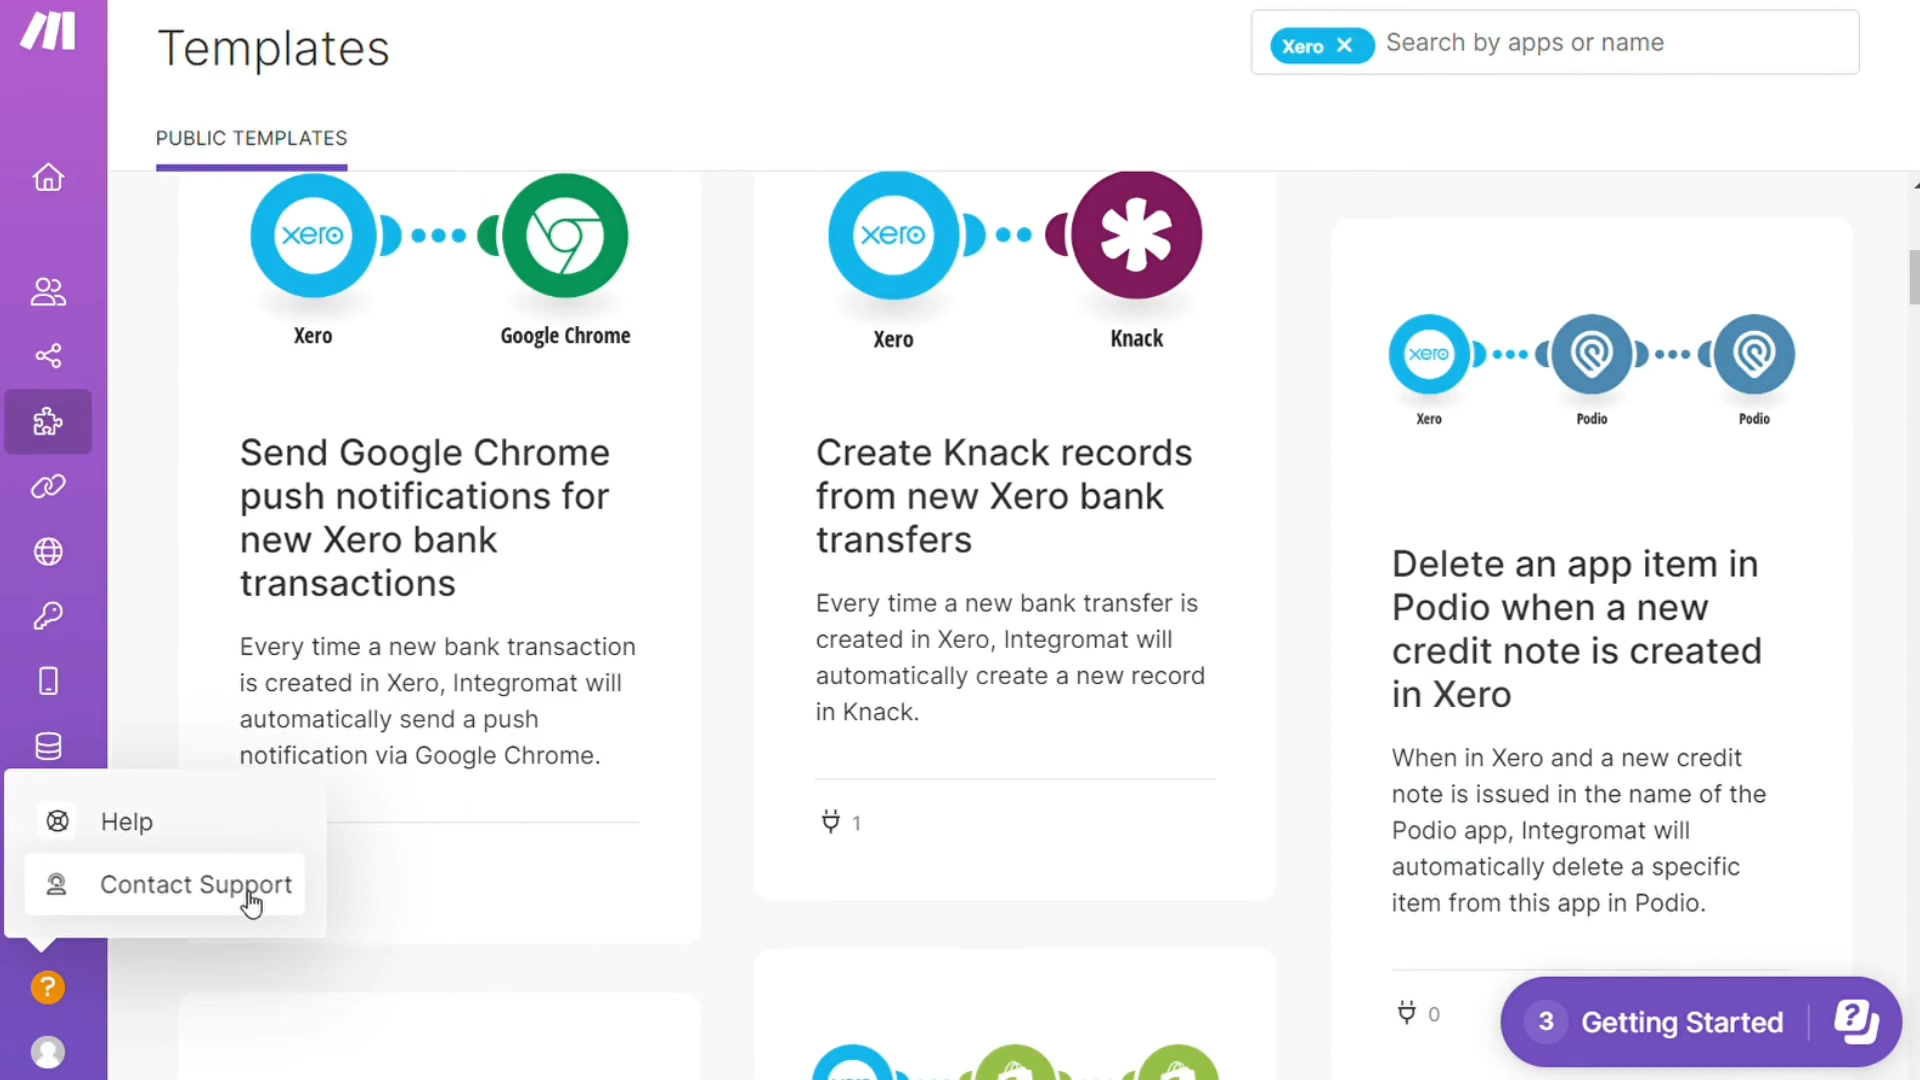 Templates
Xero ✕ Search by apps or name
PUBLIC TEMPLATES
xero
Xero
Google Chrome
Send Google Chrome
push notifications for
new Xero bank
transactions
Every time a new bank transaction
is created in Xero, Integromat will
automatically send a push
notification via Google Chrome.
xero
Xero
Knack
Create Knack records
from new Xero bank
transfers
Every time a new bank transfer is
created in Xero, Integromat will
automatically create a new record
in Knack.
1
xero
Xero
Podio
Podio
Delete an app item in
Podio when a new
credit note is created
in Xero
When in Xero and a new credit
note is issued in the name of the
Podio app, Integromat will
automatically delete a specific
item from this app in Podio.
0
Help
Contact Support
?
3 Getting Started ?
xero